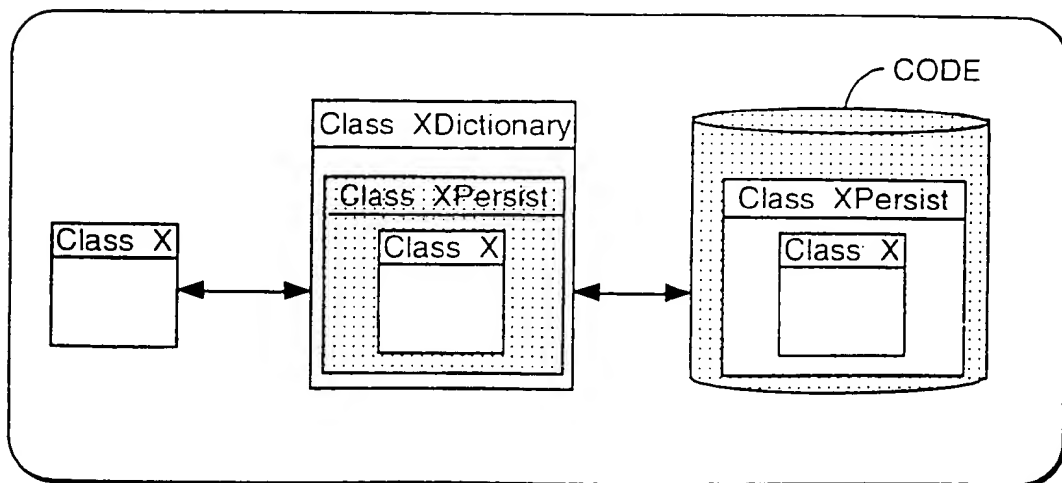 CODE
Class XDictionary
Class XPersist
Class XPersist
Class X
Class X
Class X